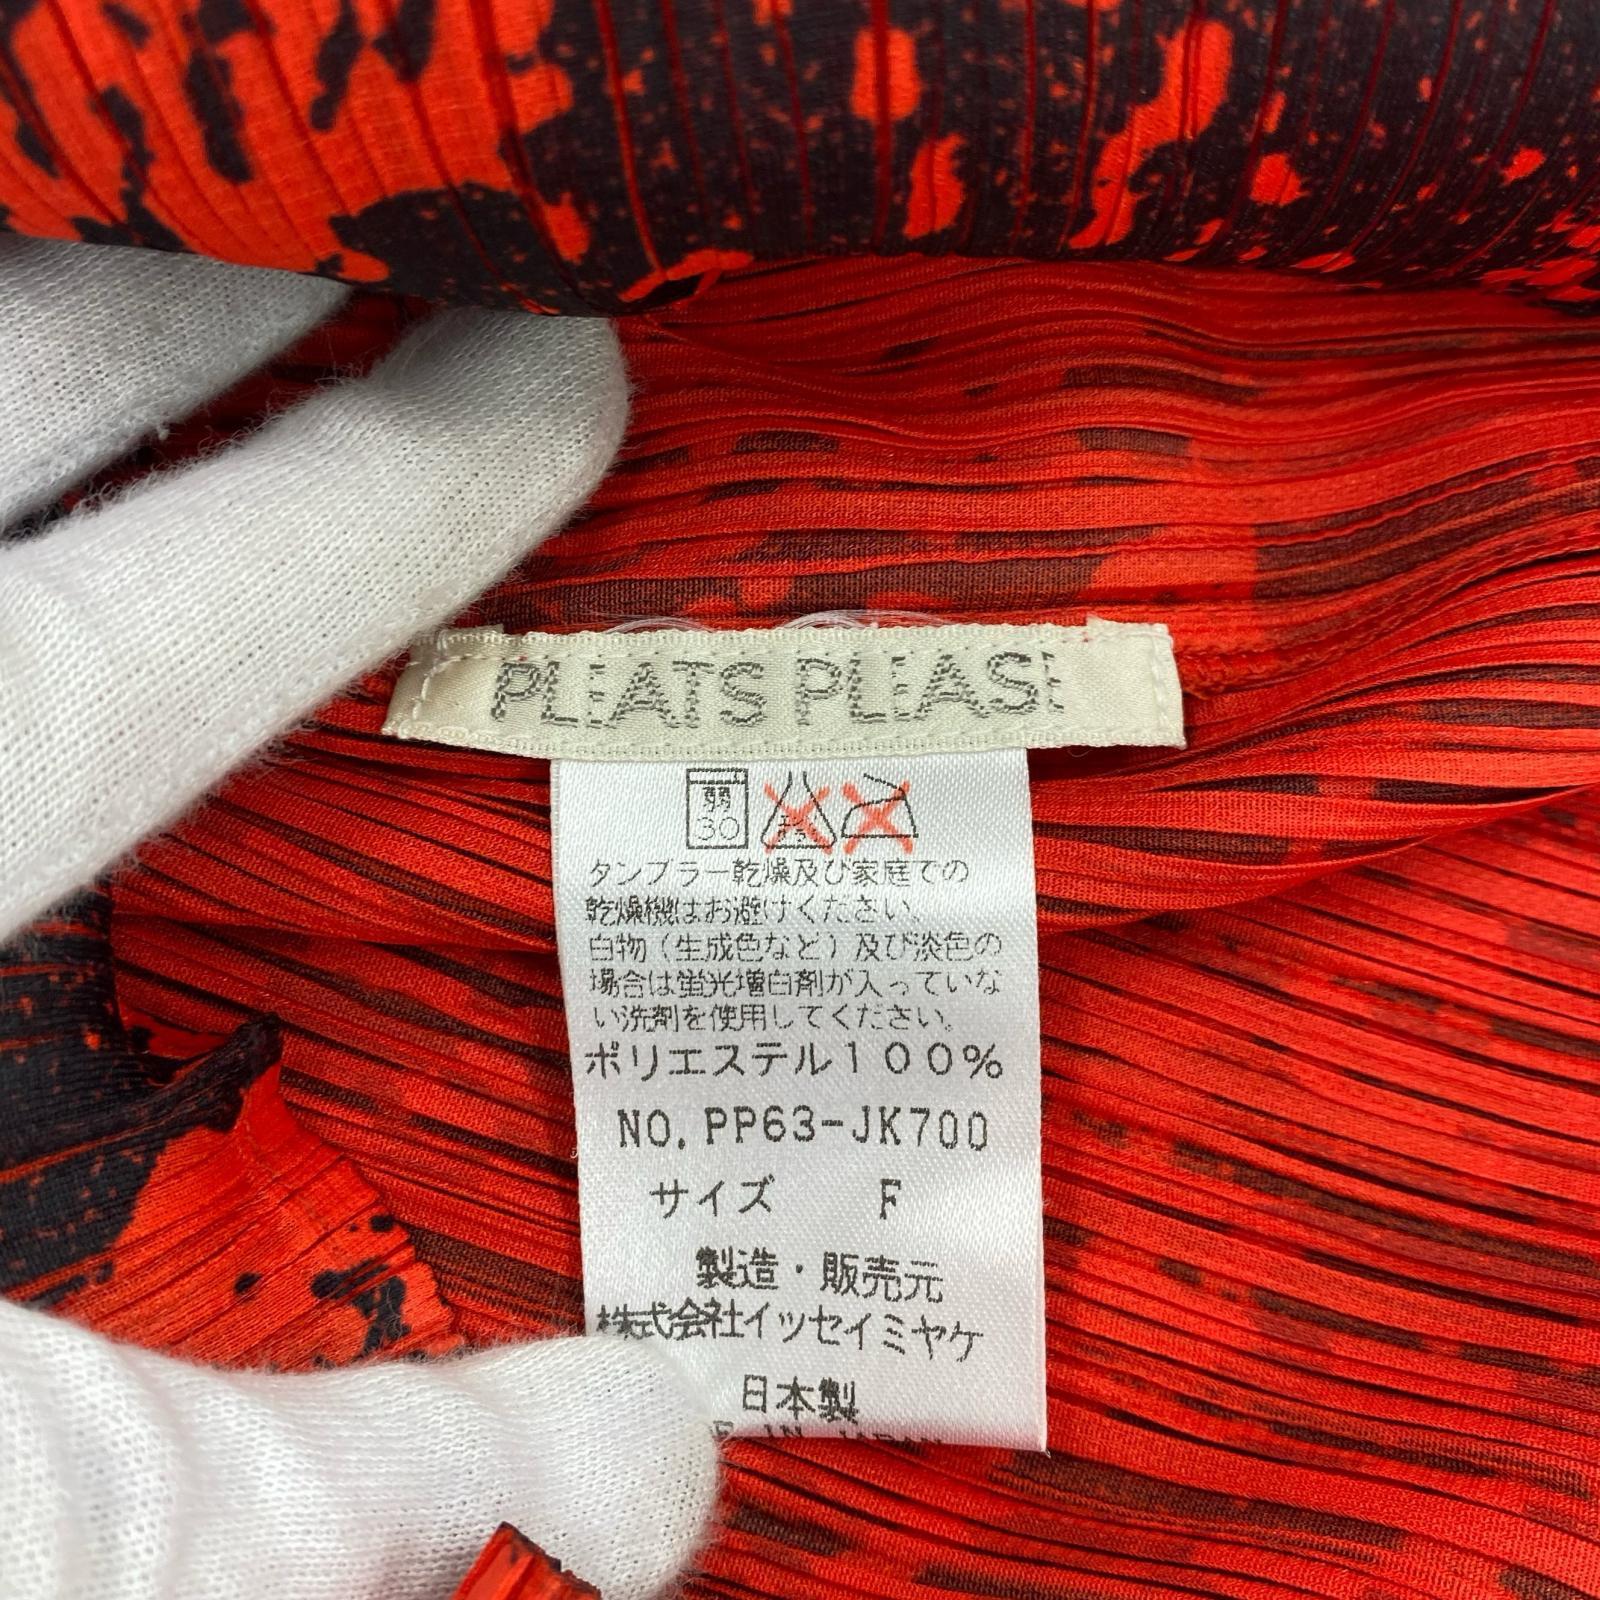 PLEATS PLEASE
弱
30
タンブラー乾燥及び家庭での
乾燥機はお避けください。
白物（生成色など）及び淡色の
場合は蛍光増白剤が入っていな
い洗剤を使用してください。
ポリエステル100%
NO. PP63-JK700
サイズ F
製造・販売元
株式会社イッセイミヤケ
日本製
E IN JAPAN